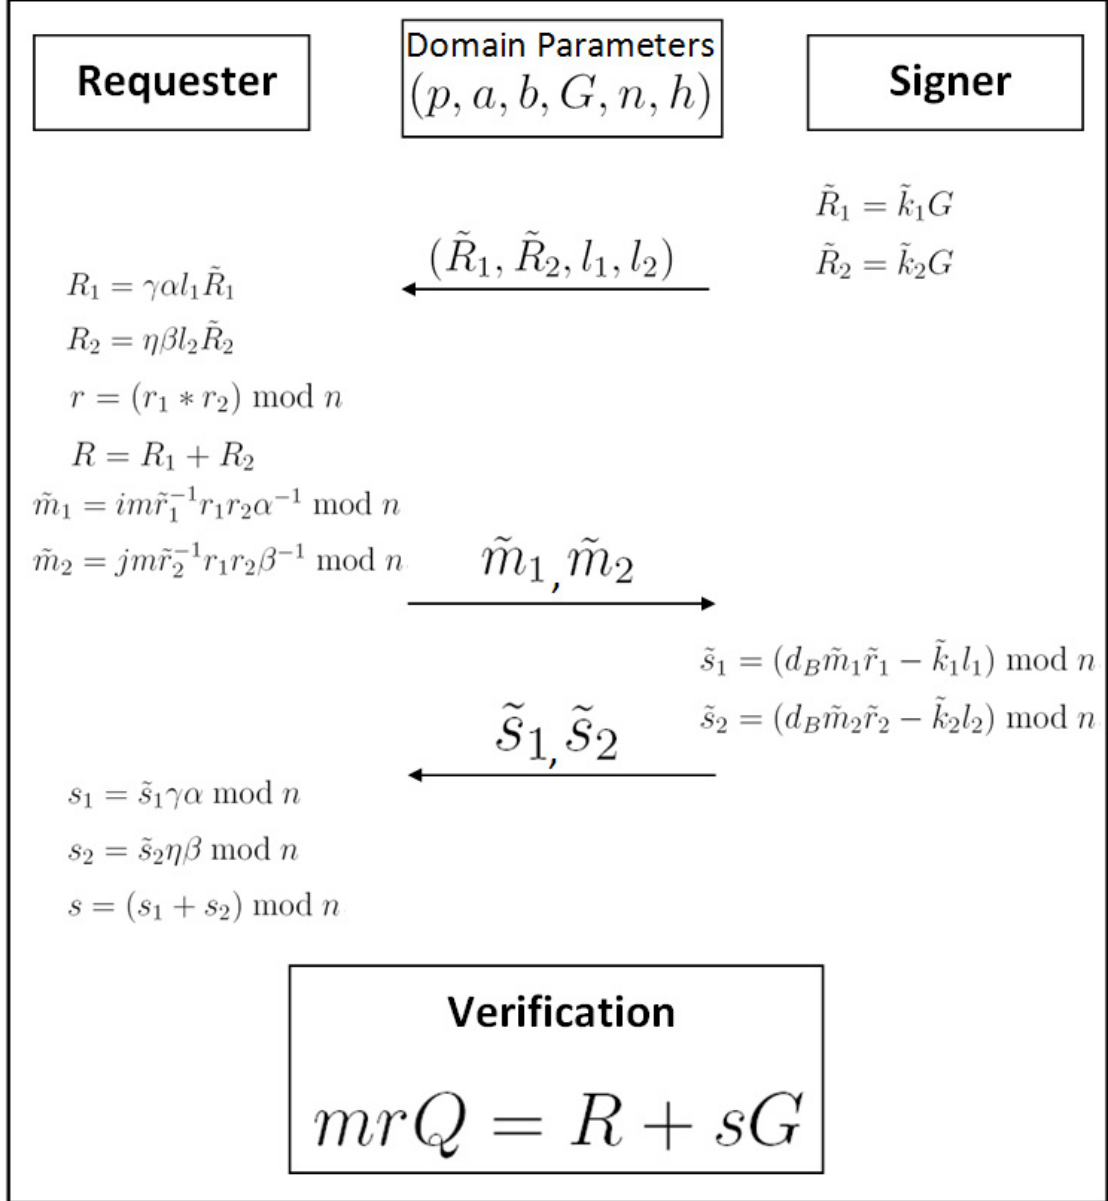 Requester
Domain Parameters
(p, a, b, G, n, h)
Signer
R̃₁ = k̃₁G
R̃₂ = k̃₂G
(R̃₁, R̃₂, l₁, l₂)
R₁ = γαl₁R̃₁
R₂ = ηβl₂R̃₂
r = (r₁ * r₂) mod n
R = R₁ + R₂
m̃₁ = imr̃₁⁻¹r₁r₂α⁻¹ mod n
m̃₂ = jmr̃₂⁻¹r₁r₂β⁻¹ mod n
m̃₁, m̃₂
s̃₁ = (d_Bm̃₁r̃₁ − k̃₁l₁) mod n
s̃₂ = (d_Bm̃₂r̃₂ − k̃₂l₂) mod n
s̃₁, s̃₂
s₁ = s̃₁γα mod n
s₂ = s̃₂ηβ mod n
s = (s₁ + s₂) mod n
Verification
mrQ = R + sG